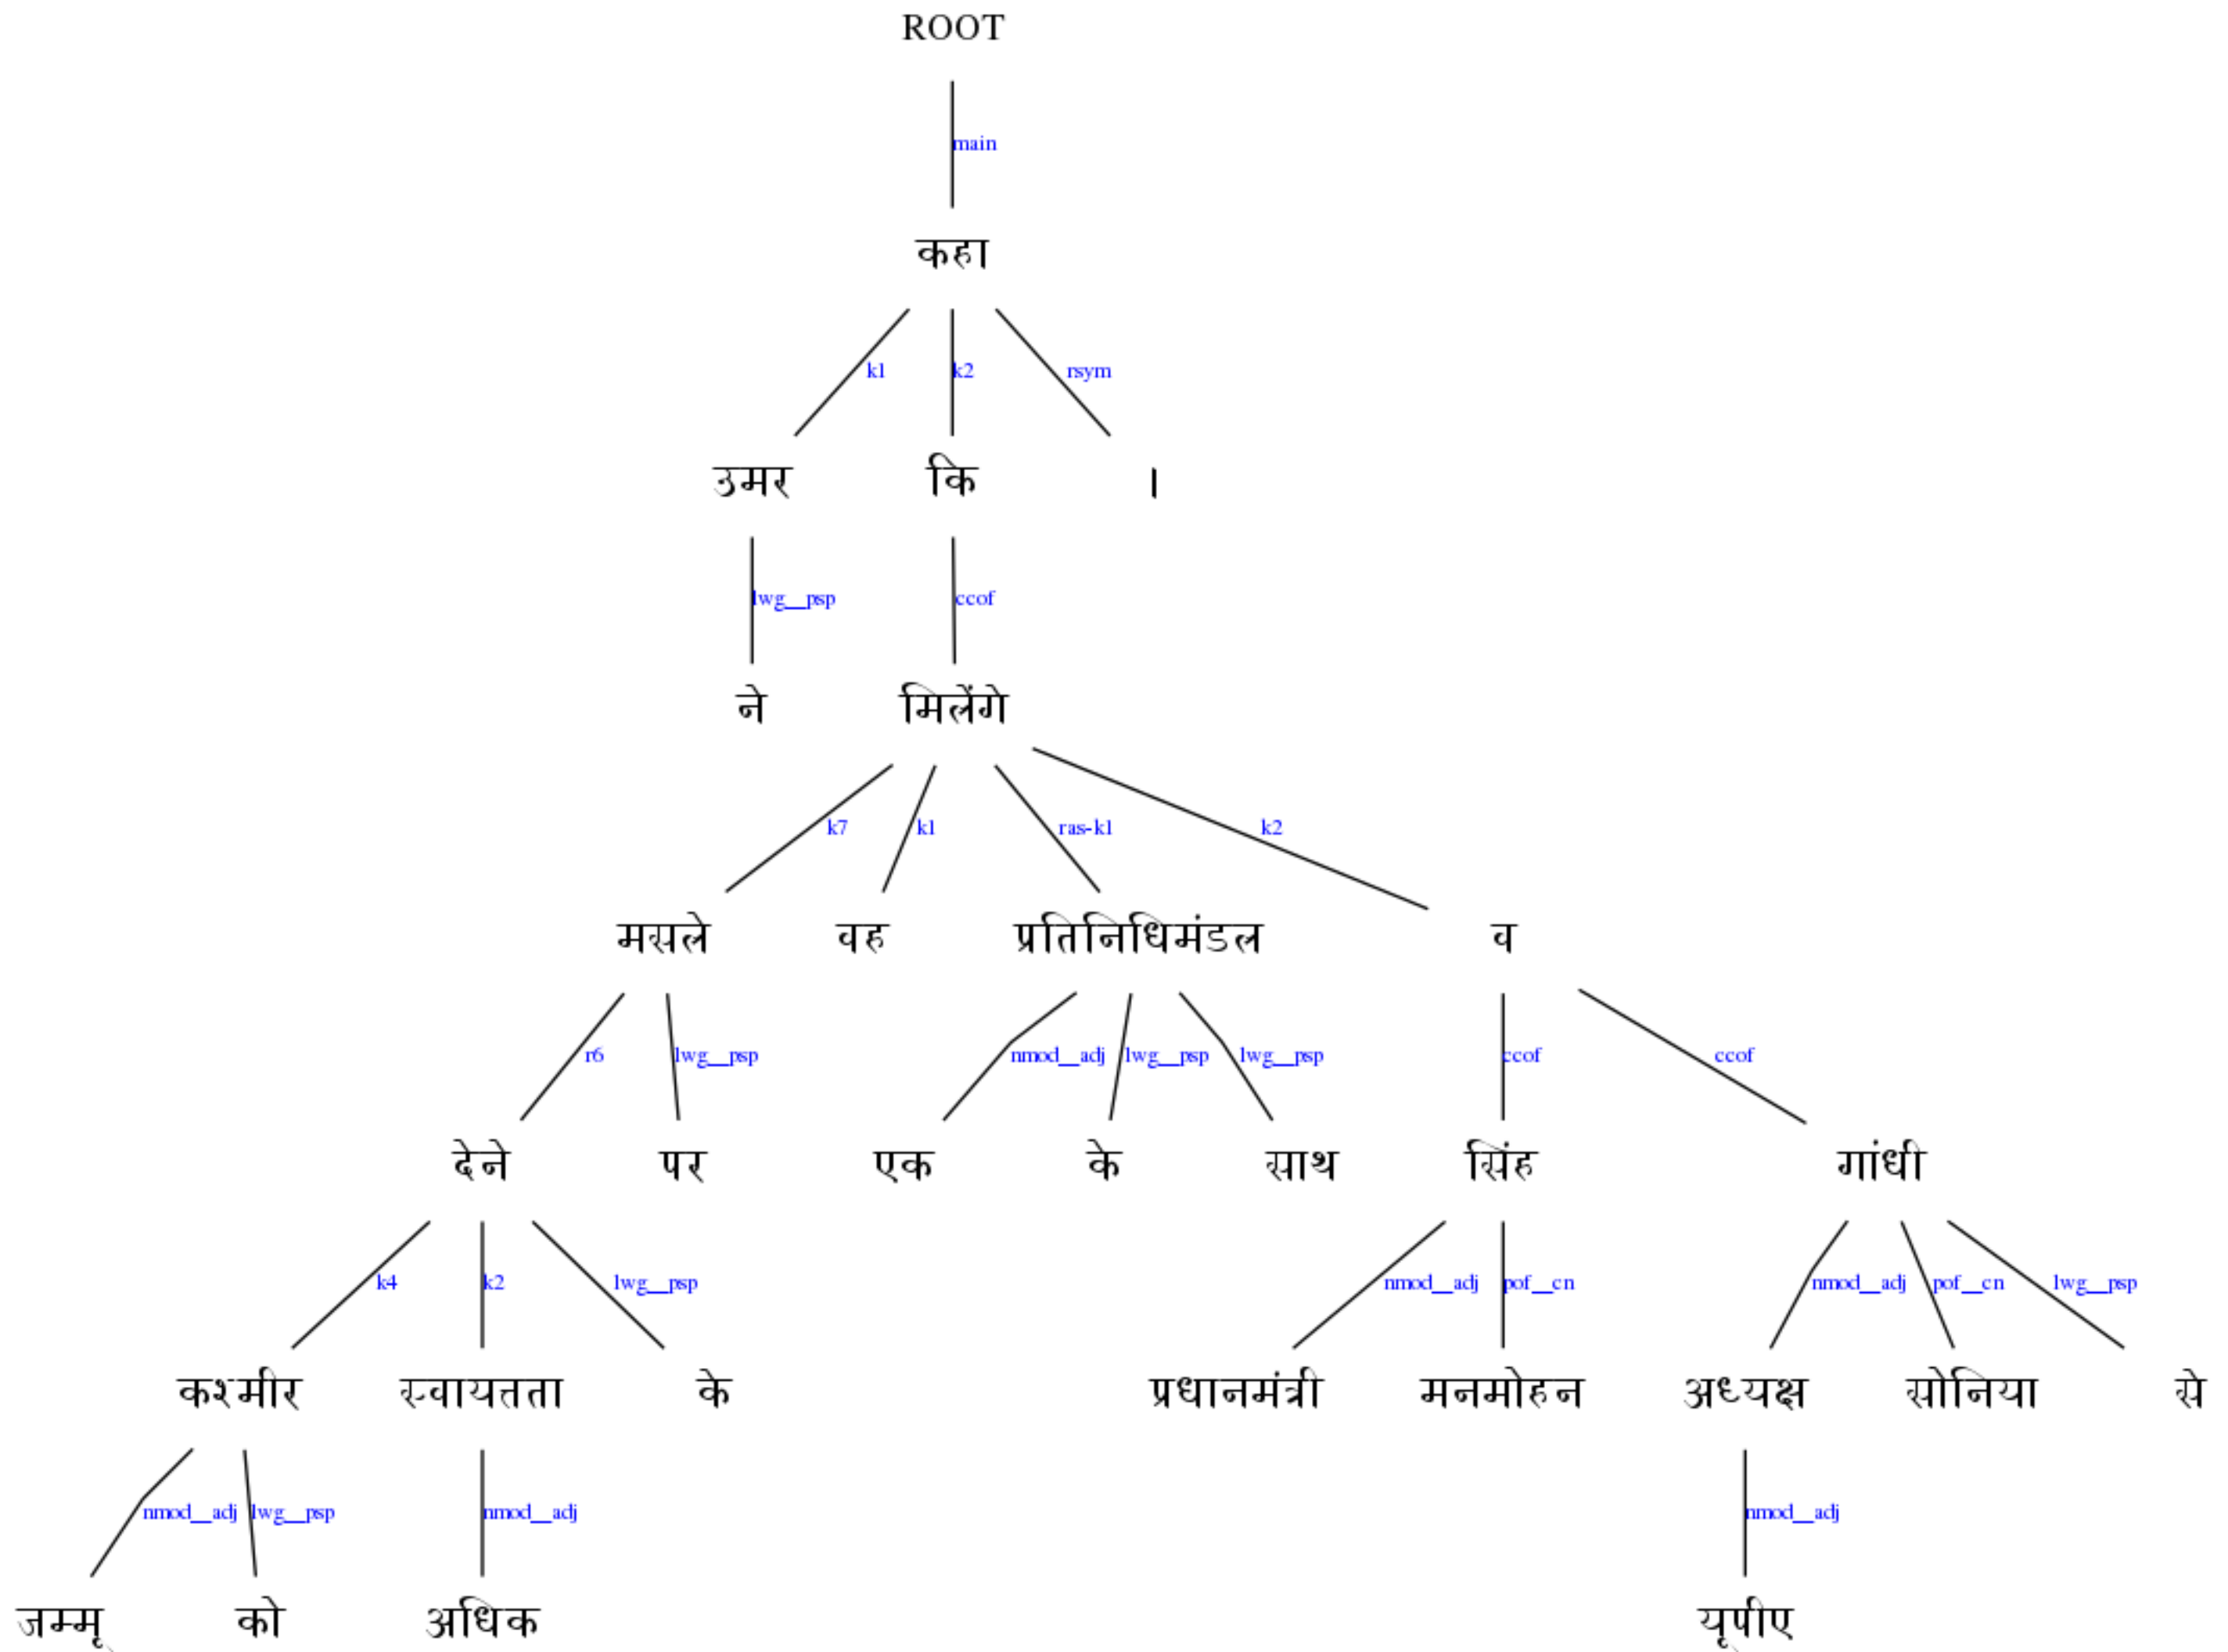 ROOT
main
कहा
k1 k2 rsym
उमर कि ।
lwg__psp ccof
ने मिलेंगे
k7 k1 ras-k1 k2
मसले वह प्रतिनिधिमंडल व
r6 lwg__psp nmod__adj lwg__psp lwg__psp ccof ccof
देने पर एक के साथ सिंह गांधी
k4 k2 lwg__psp nmod__adj pof__cn nmod__adj pof__cn lwg__psp
कश्मीर स्वायत्तता के प्रधानमंत्री मनमोहन अध्यक्ष सोनिया से
nmod__adj lwg__psp nmod__adj nmod__adj
जम्मू को अधिक यूपीए